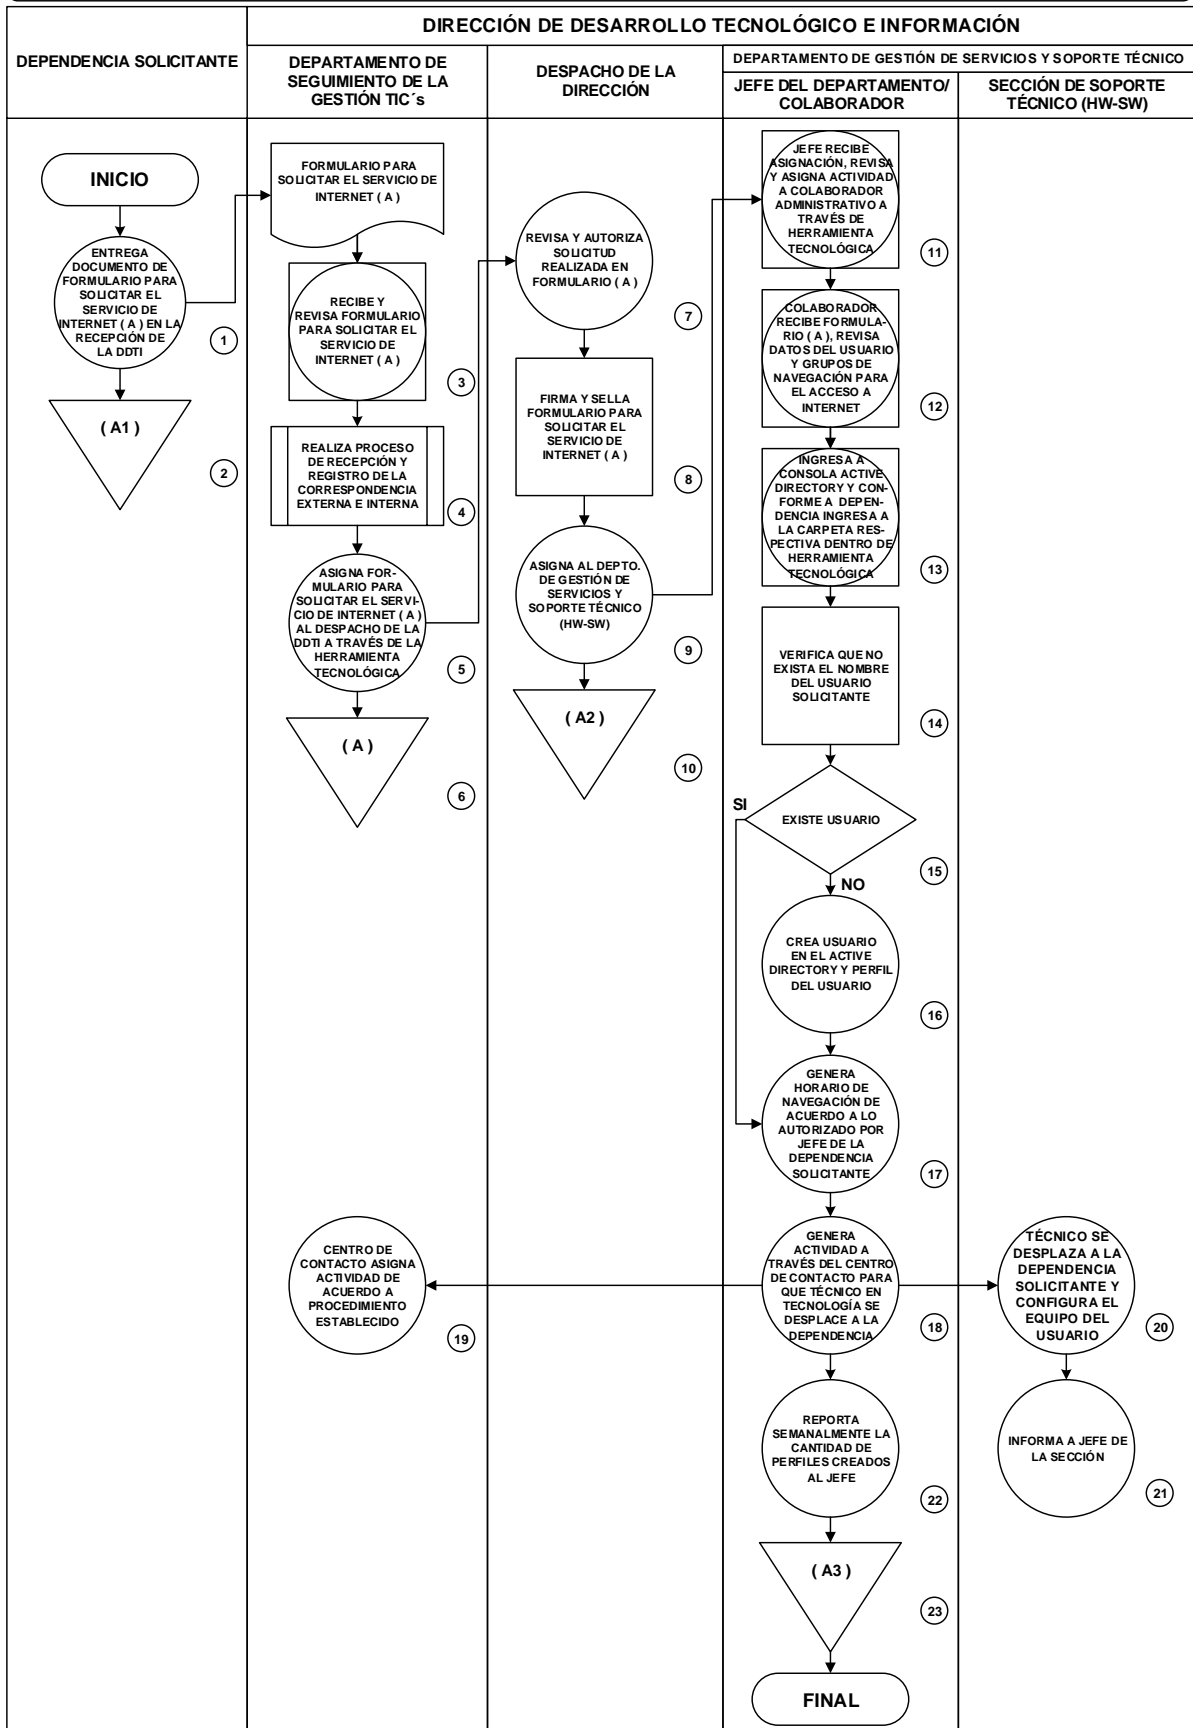 DIRECCIÓN DE DESARROLLO TECNOLÓGICO E INFORMACIÓN
DEPENDENCIA SOLICITANTE
DEPARTAMENTO DE
SEGUIMIENTO DE LA
GESTIÓN TIC´s
DESPACHO DE LA
DIRECCIÓN
DEPARTAMENTO DE GESTIÓN DE SERVICIOS Y SOPORTE TÉCNICO
JEFE DEL DEPARTAMENTO/
COLABORADOR
SECCIÓN DE SOPORTE
TÉCNICO (HW-SW)
INICIO
ENTREGA
DOCUMENTO DE
FORMULARIO PARA
SOLICITAR EL
SERVICIO DE
INTERNET ( A ) EN LA
RECEPCIÓN DE
LA DDTI
1
( A1 )
2
FORMULARIO PARA
SOLICITAR EL SERVICIO DE
INTERNET ( A )
RECIBE Y
REVISA FORMULARIO
PARA SOLICITAR EL
SERVICIO DE
INTERNET ( A )
3
REALIZA PROCESO
DE RECEPCIÓN Y
REGISTRO DE LA
CORRESPONDENCIA
EXTERNA E INTERNA
4
ASIGNA FOR-
MULARIO PARA
SOLICITAR EL SERVI-
CIO DE INTERNET ( A )
AL DESPACHO DE LA
DDTI A TRAVÉS DE LA
HERRAMIENTA
TECNOLÓGICA
5
( A )
6
REVISA Y AUTORIZA
SOLICITUD
REALIZADA EN
FORMULARIO ( A )
7
FIRMA Y SELLA
FORMULARIO PARA
SOLICITAR EL
SERVICIO DE
INTERNET ( A )
8
ASIGNA AL DEPTO.
DE GESTIÓN DE
SERVICIOS Y
SOPORTE TÉCNICO
(HW-SW)
9
( A2 )
10
JEFE RECIBE
ASIGNACIÓN, REVISA
Y ASIGNA ACTIVIDAD
A COLABORADOR
ADMINISTRATIVO A
TRAVÉS DE
HERRAMIENTA
TECNOLÓGICA
11
COLABORADOR
RECIBE FORMULA-
RIO ( A ), REVISA
DATOS DEL USUARIO
Y GRUPOS DE
NAVEGACIÓN PARA
EL ACCESO A
INTERNET
12
INGRESA A
CONSOLA ACTIVE
DIRECTORY Y CON-
FORME A DEPEN-
DENCIA INGRESA A
LA CARPETA RES-
PECTIVA DENTRO DE
HERRAMIENTA
TECNOLÓGICA
13
VERIFICA QUE NO
EXISTA EL NOMBRE
DEL USUARIO
SOLICITANTE
14
SI
EXISTE USUARIO
15
NO
CREA USUARIO
EN EL ACTIVE
DIRECTORY Y PERFIL
DEL USUARIO
16
GENERA
HORARIO DE
NAVEGACIÓN DE
ACUERDO A LO
AUTORIZADO POR
JEFE DE LA
DEPENDENCIA
SOLICITANTE
17
GENERA
ACTIVIDAD A
TRAVÉS DEL CENTRO
DE CONTACTO PARA
QUE TÉCNICO EN
TECNOLOGÍA SE
DESPLACE A LA
DEPENDENCIA
18
CENTRO DE
CONTACTO ASIGNA
ACTIVIDAD DE
ACUERDO A
PROCEDIMIENTO
ESTABLECIDO
19
TÉCNICO SE
DESPLAZA A LA
DEPENDENCIA
SOLICITANTE Y
CONFIGURA EL
EQUIPO DEL
USUARIO
20
INFORMA A JEFE DE
LA SECCIÓN
21
REPORTA
SEMANALMENTE LA
CANTIDAD DE
PERFILES CREADOS
AL JEFE
22
( A3 )
23
FINAL